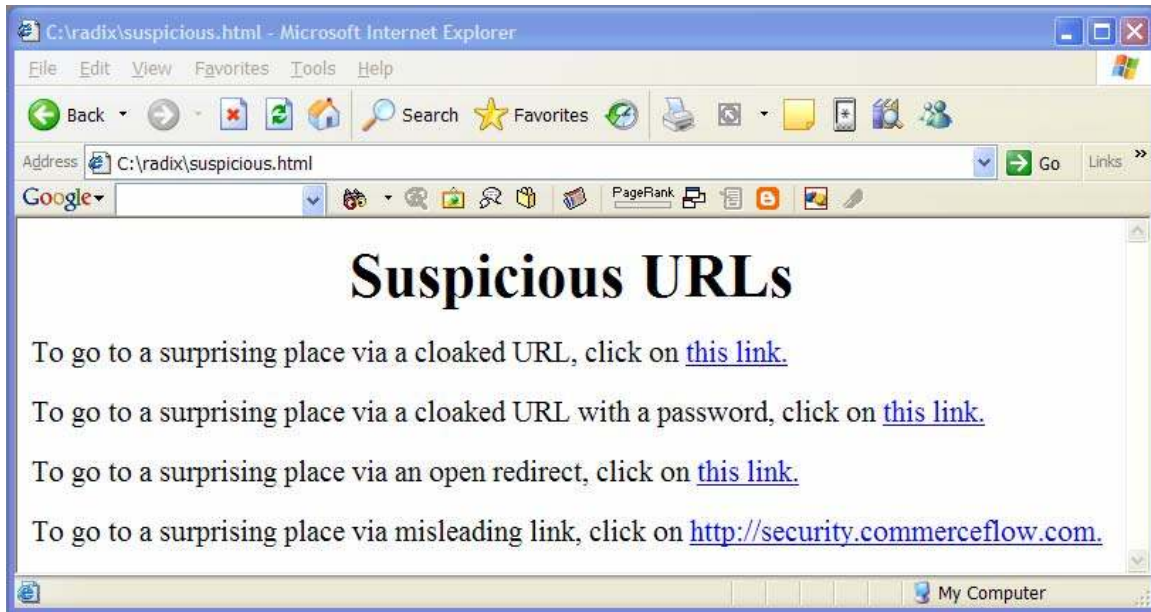 C:\radix\suspicious.html - Microsoft Internet Explorer
File Edit View Favorites Tools Help
Back Search Favorites
Address C:\radix\suspicious.html Go Links »
Google PageRank
Suspicious URLs
To go to a surprising place via a cloaked URL, click on this link.
To go to a surprising place via a cloaked URL with a password, click on this link.
To go to a surprising place via an open redirect, click on this link.
To go to a surprising place via misleading link, click on http://security.commerceflow.com.
My Computer